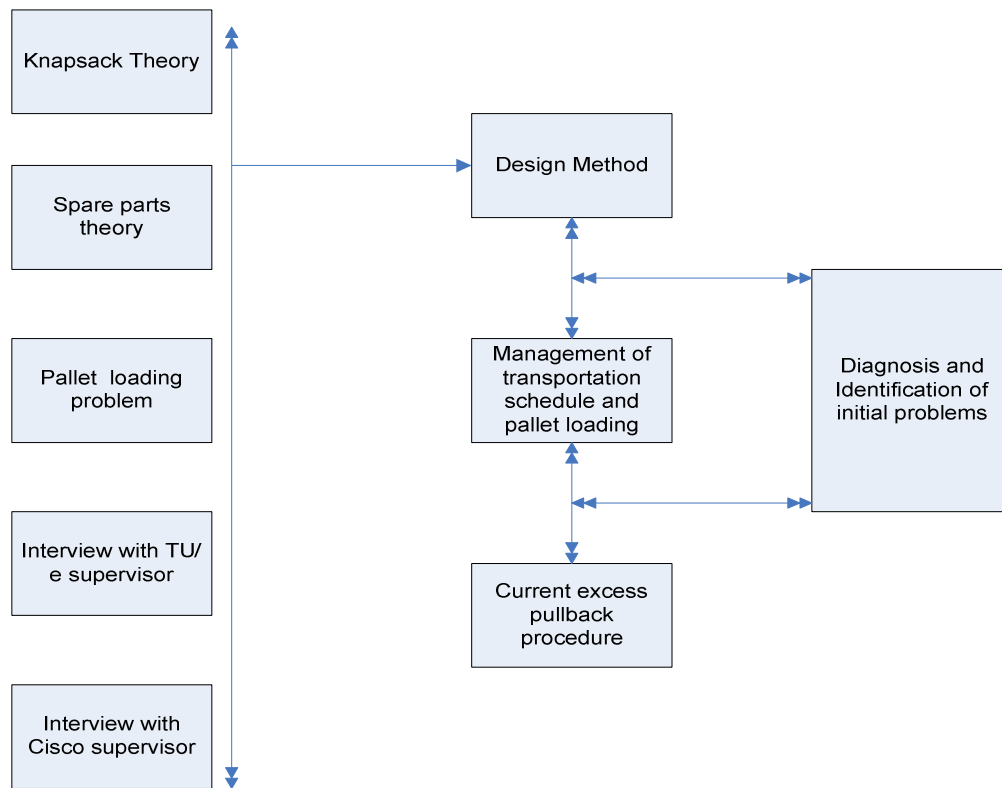 Knapsack Theory
Spare parts
theory
Pallet loading
problem
Interview with TU/
e supervisor
Interview with
Cisco supervisor
Design Method
Management of
transportation
schedule and
pallet loading
Current excess
pullback
procedure
Diagnosis and
Identification of
initial problems